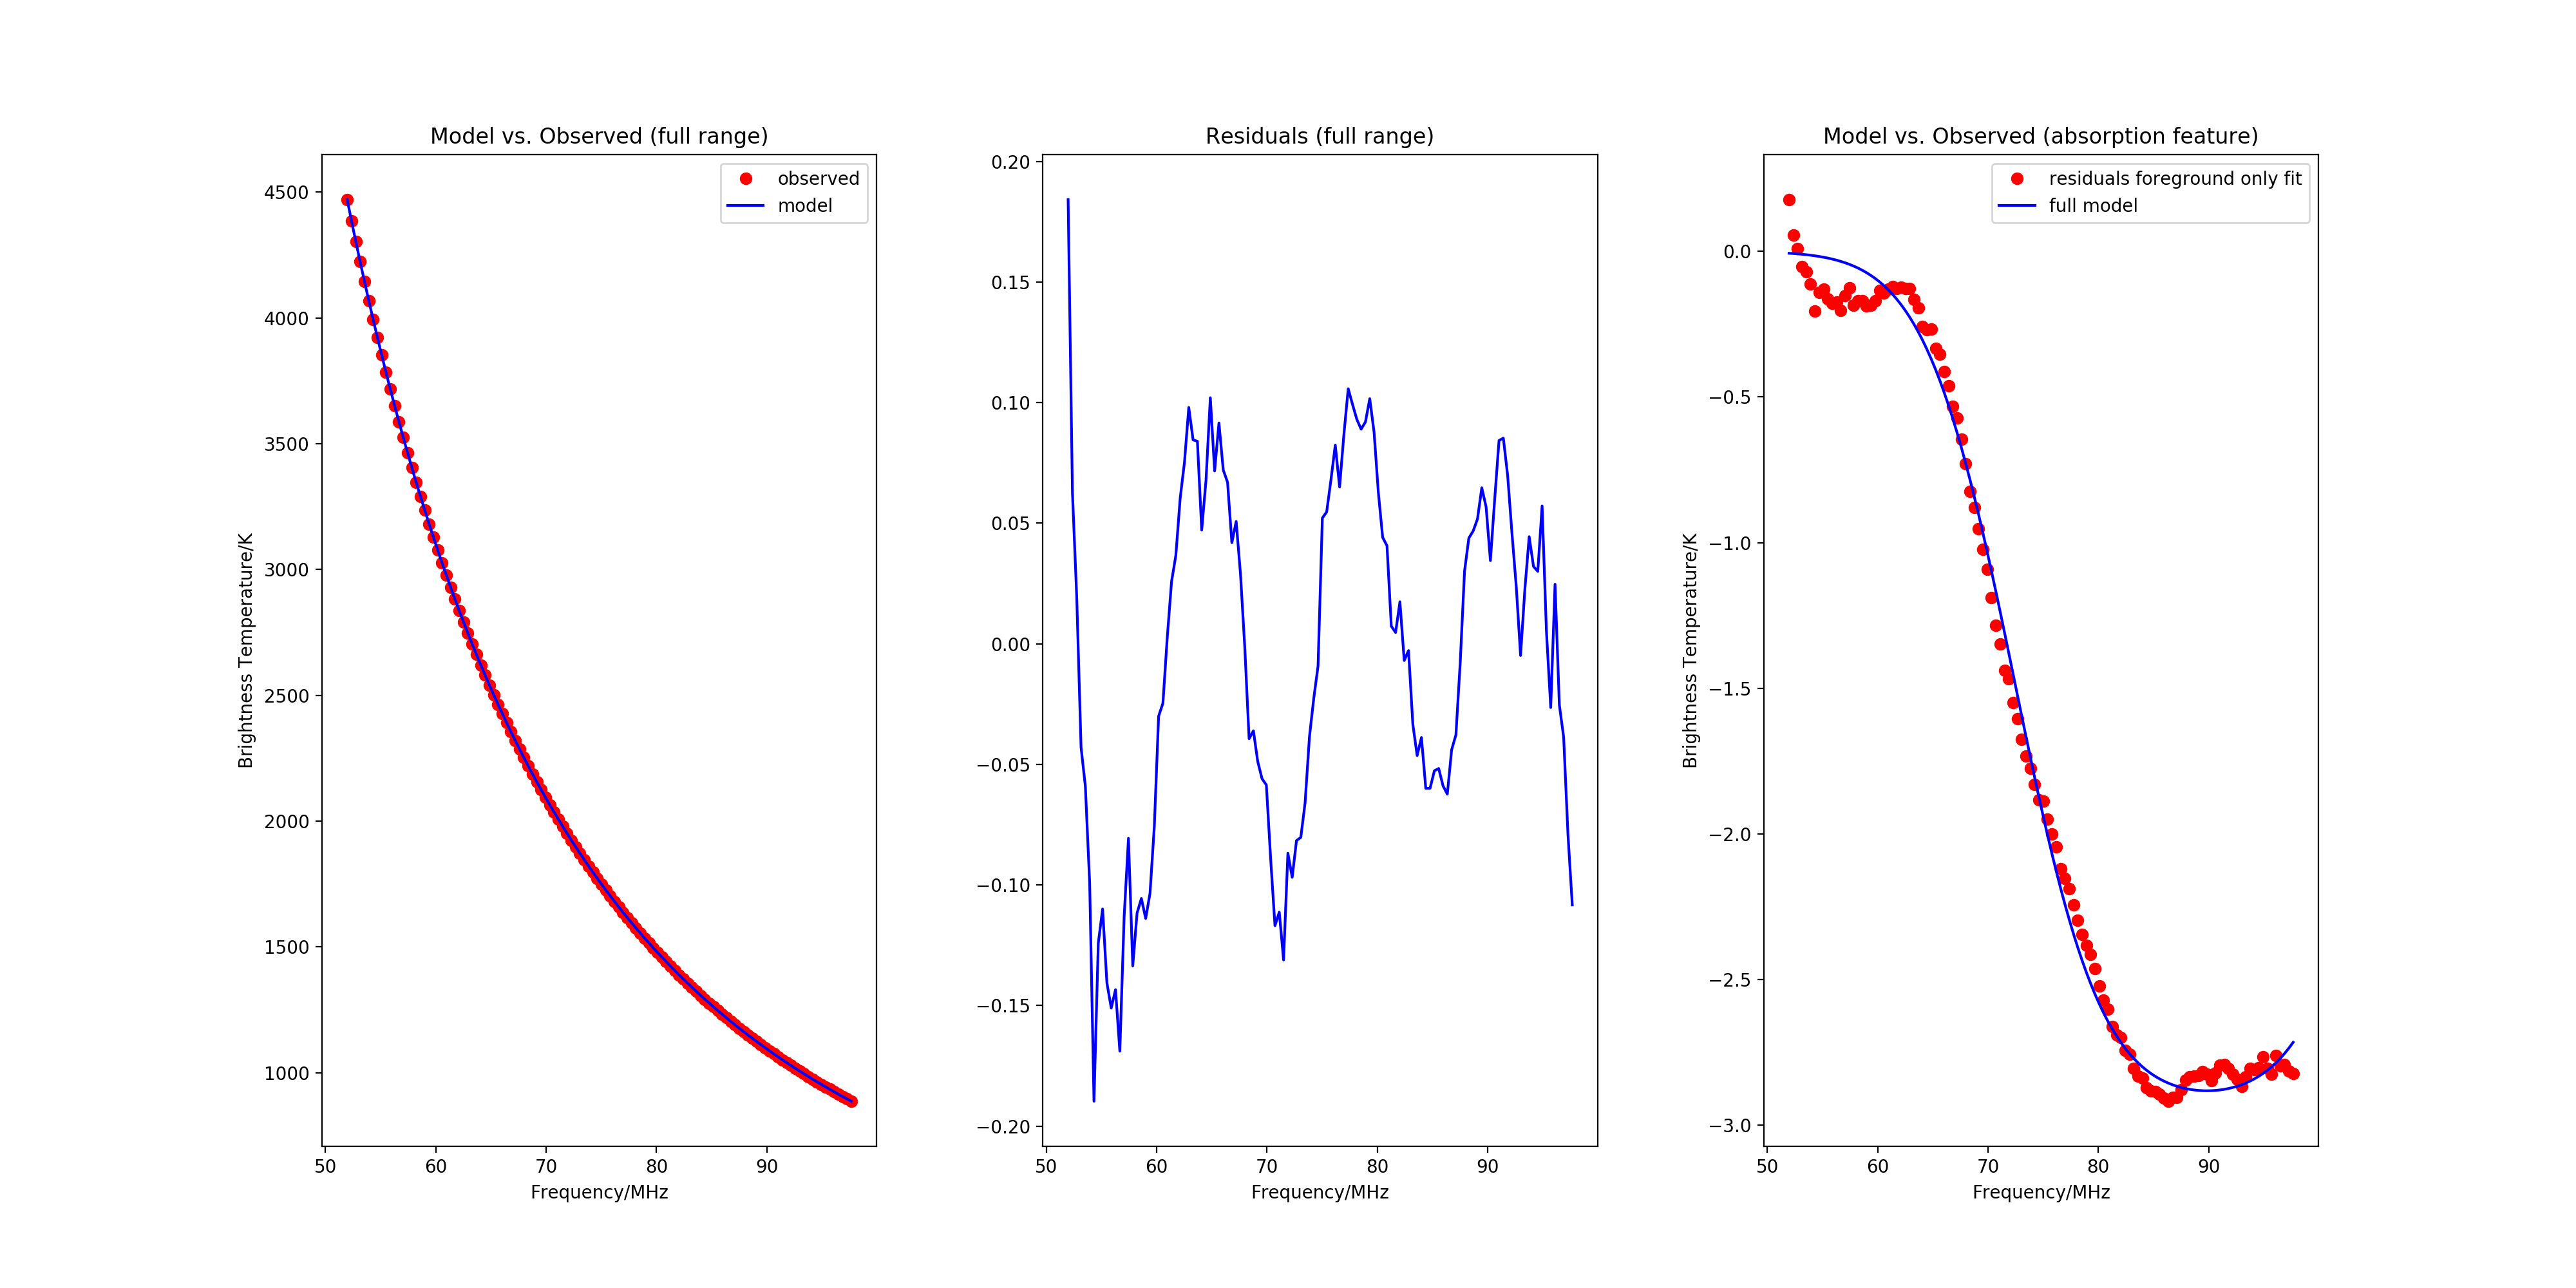 Model vs. Observed (full range)
observed
model
4500
4000
3500
3000
2500
2000
1500
1000
Brightness Temperature/K
50 60 70 80 90
Frequency/MHz
Residuals (full range)
0.20
0.15
0.10
0.05
0.00
−0.05
−0.10
−0.15
−0.20
50 60 70 80 90
Frequency/MHz
Model vs. Observed (absorption feature)
residuals foreground only fit
full model
0.0
−0.5
−1.0
−1.5
−2.0
−2.5
−3.0
Brightness Temperature/K
50 60 70 80 90
Frequency/MHz